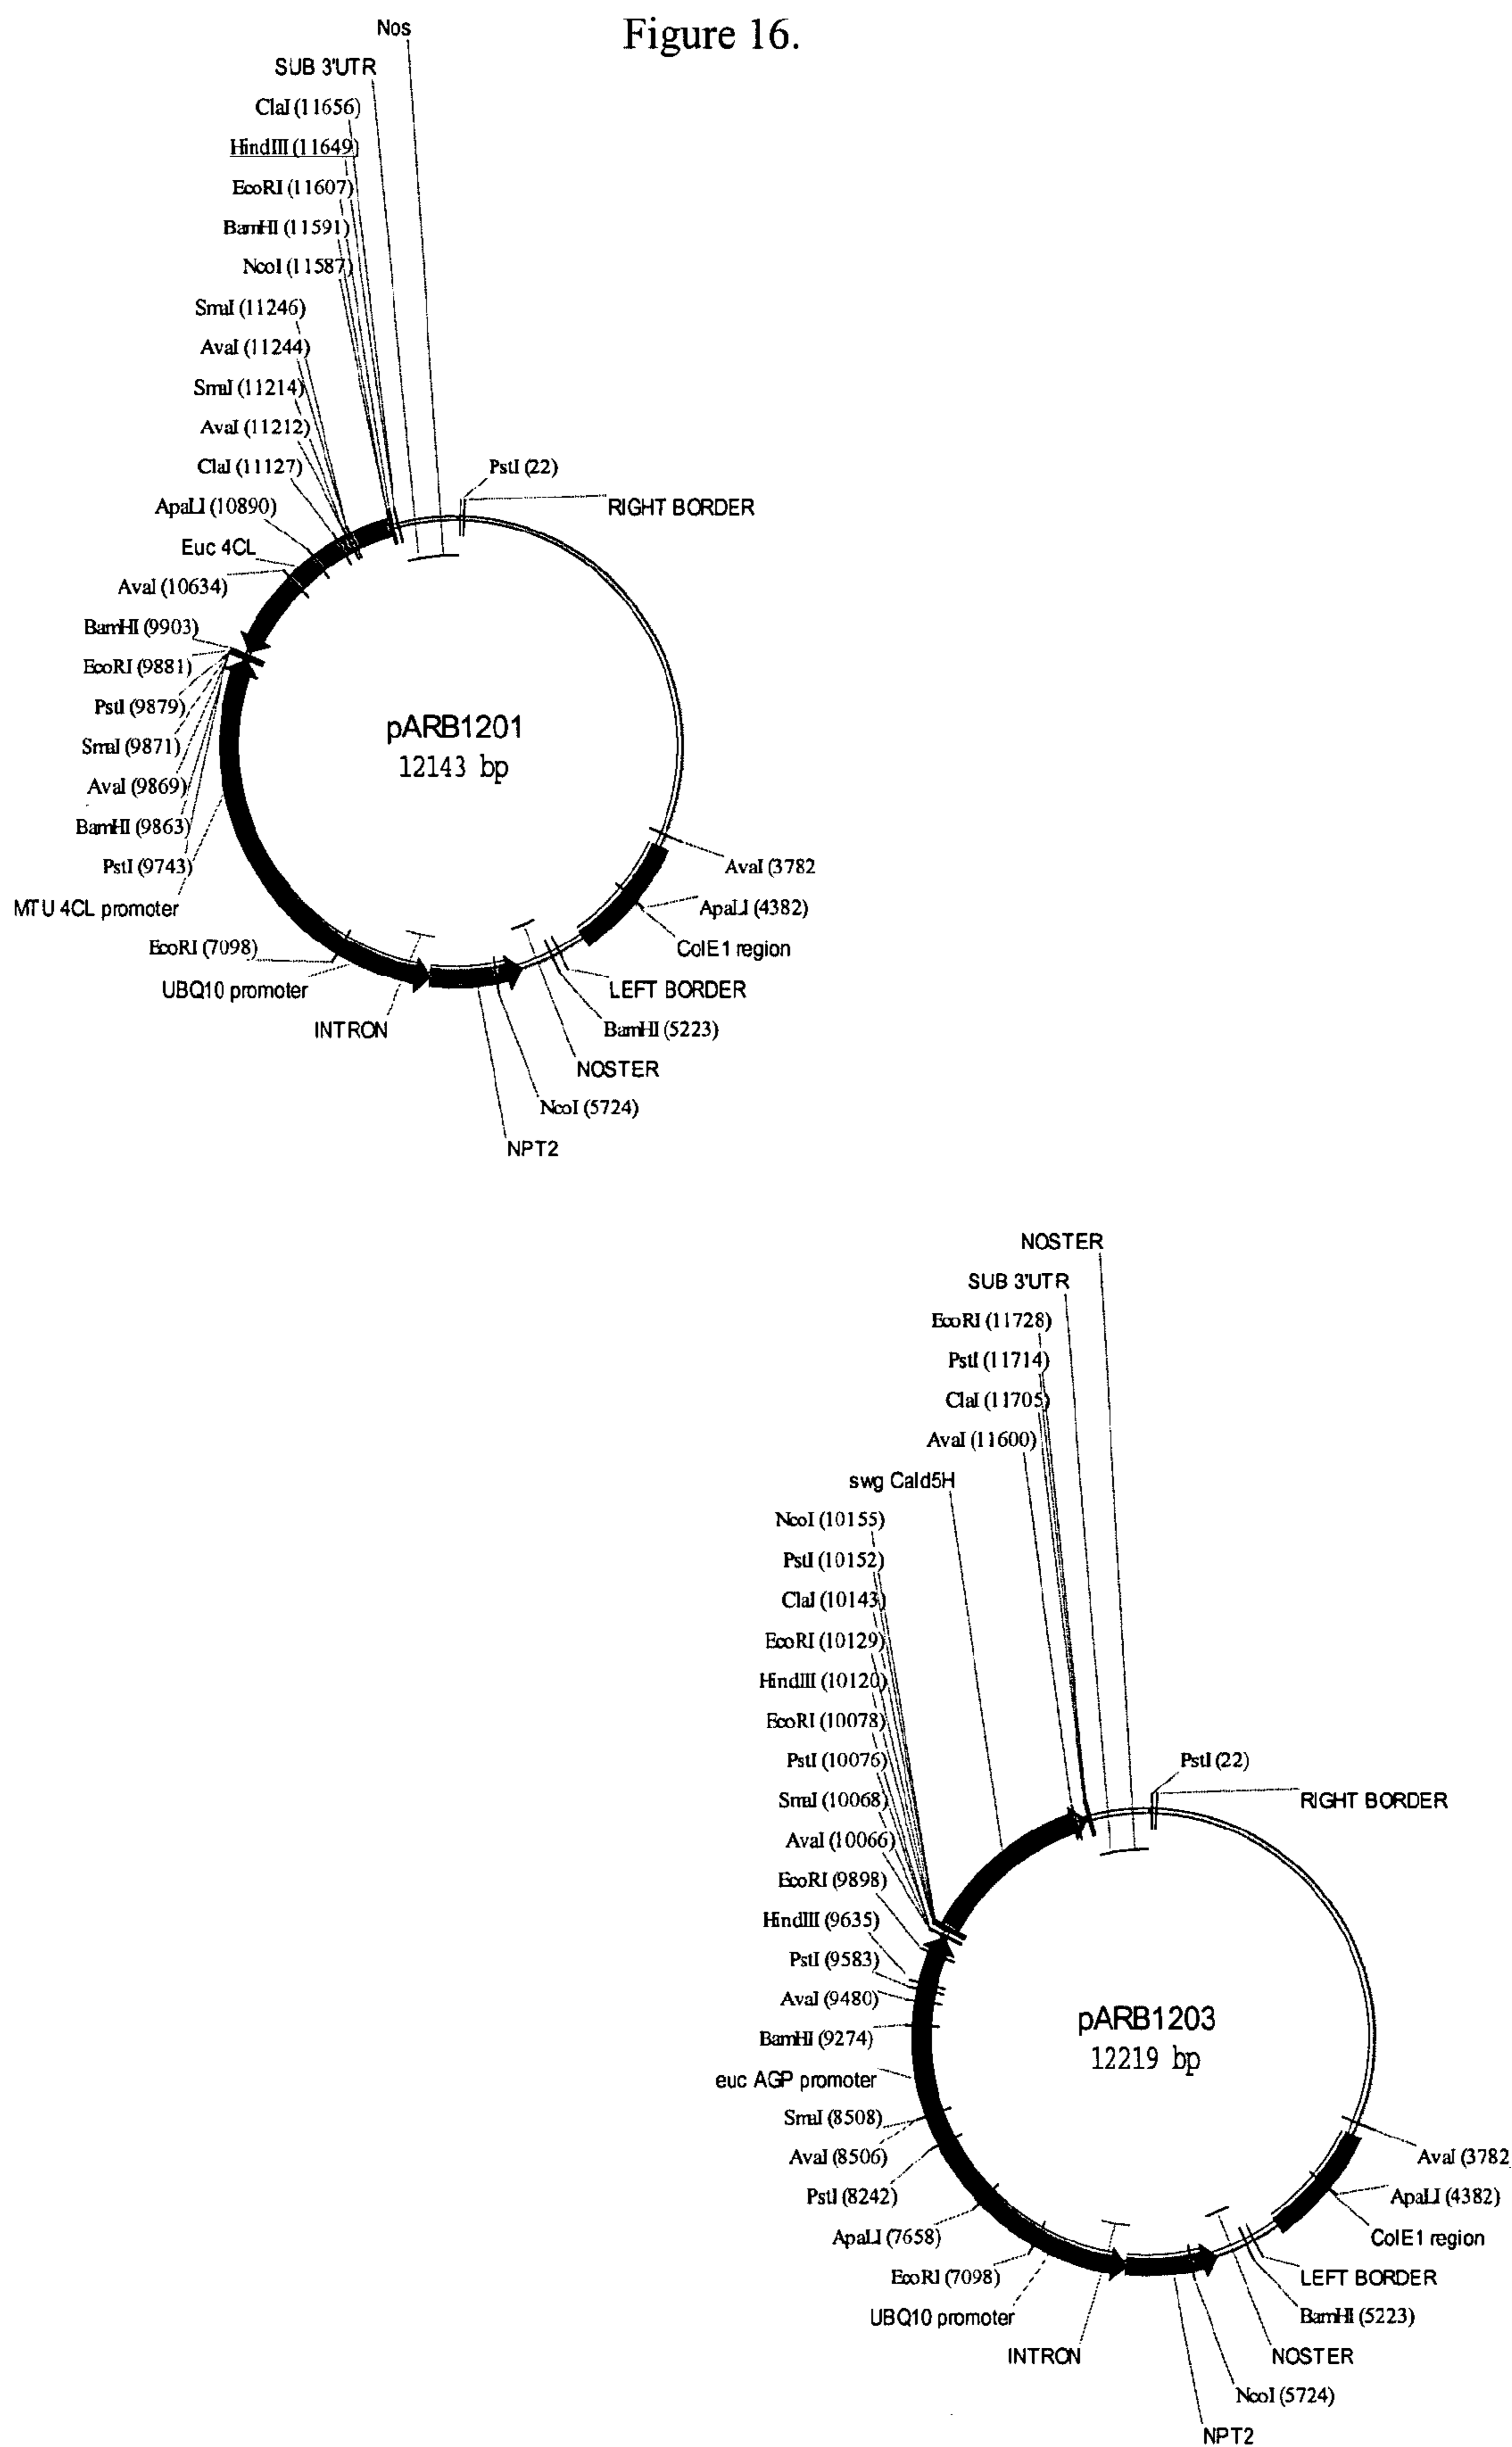 Figure 16.
Nos
SUB 3'UTR
ClaI (11656)
HindIII (11649)
EcoRI (11607)
BamHI (11591)
NcoI (11587)
SmaI (11246)
AvaI (11244)
SmaI (11214)
AvaI (11212)
ClaI (11127)
ApaLI (10890)
Euc 4CL
AvaI (10634)
BamHI (9903)
EcoRI (9881)
PstI (9879)
SmaI (9871)
AvaI (9869)
BamHI (9863)
PstI (9743)
MTU 4CL promoter
EcoRI (7098)
UBQ10 promoter
INTRON
PstI (22)
RIGHT BORDER
pARB1201
12143 bp
AvaI (3782
ApaLI (4382)
ColE1 region
LEFT BORDER
BamHI (5223)
NOSTER
NcoI (5724)
NPT2
NOSTER
SUB 3'UTR
EcoRI (11728)
PstI (11714)
ClaI (11705)
AvaI (11600)
swg Cald5H
NcoI (10155)
PstI (10152)
ClaI (10143)
EcoRI (10129)
HindIII (10120)
EcoRI (10078)
PstI (10076)
SmaI (10068)
AvaI (10066)
EcoRI (9898)
HindIII (9635)
PstI (9583)
AvaI (9480)
BamHI (9274)
euc AGP promoter
SmaI (8508)
AvaI (8506)
PstI (8242)
ApaLI (7658)
EcoRI (7098)
UBQ10 promoter
INTRON
PstI (22)
RIGHT BORDER
pARB1203
12219 bp
AvaI (3782
ApaLI (4382)
ColE1 region
LEFT BORDER
BamHI (5223)
NOSTER
NcoI (5724)
NPT2